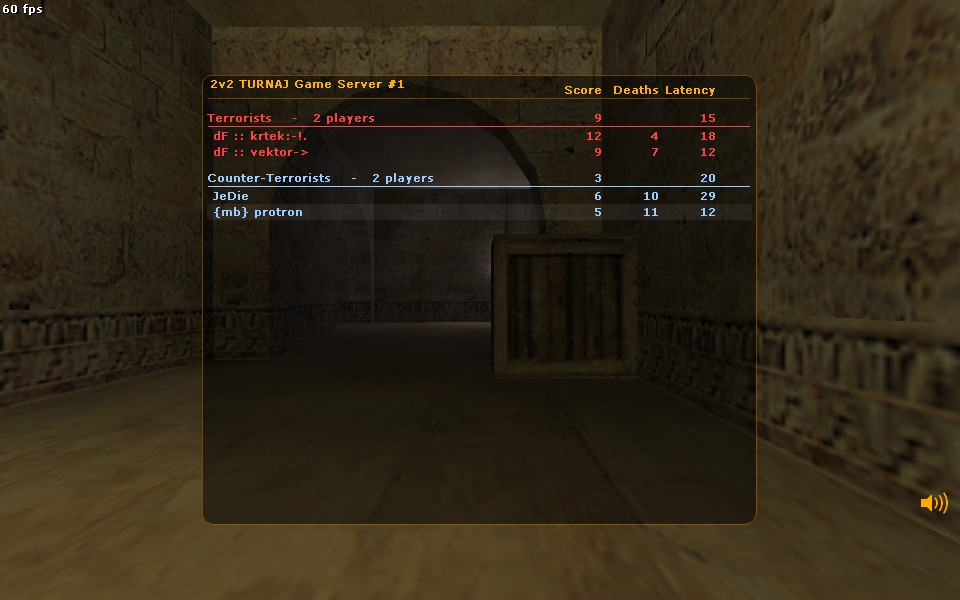 60 fps
2v2 TURNAJ Game Server #1 Score Deaths Latency
Terrorists - 2 players 9 15
dF :: krtek:-!. 12 4 18
dF :: vektor-> 9 7 12
Counter-Terrorists - 2 players 3 20
JeDie 6 10 29
{mb} protron 5 11 12